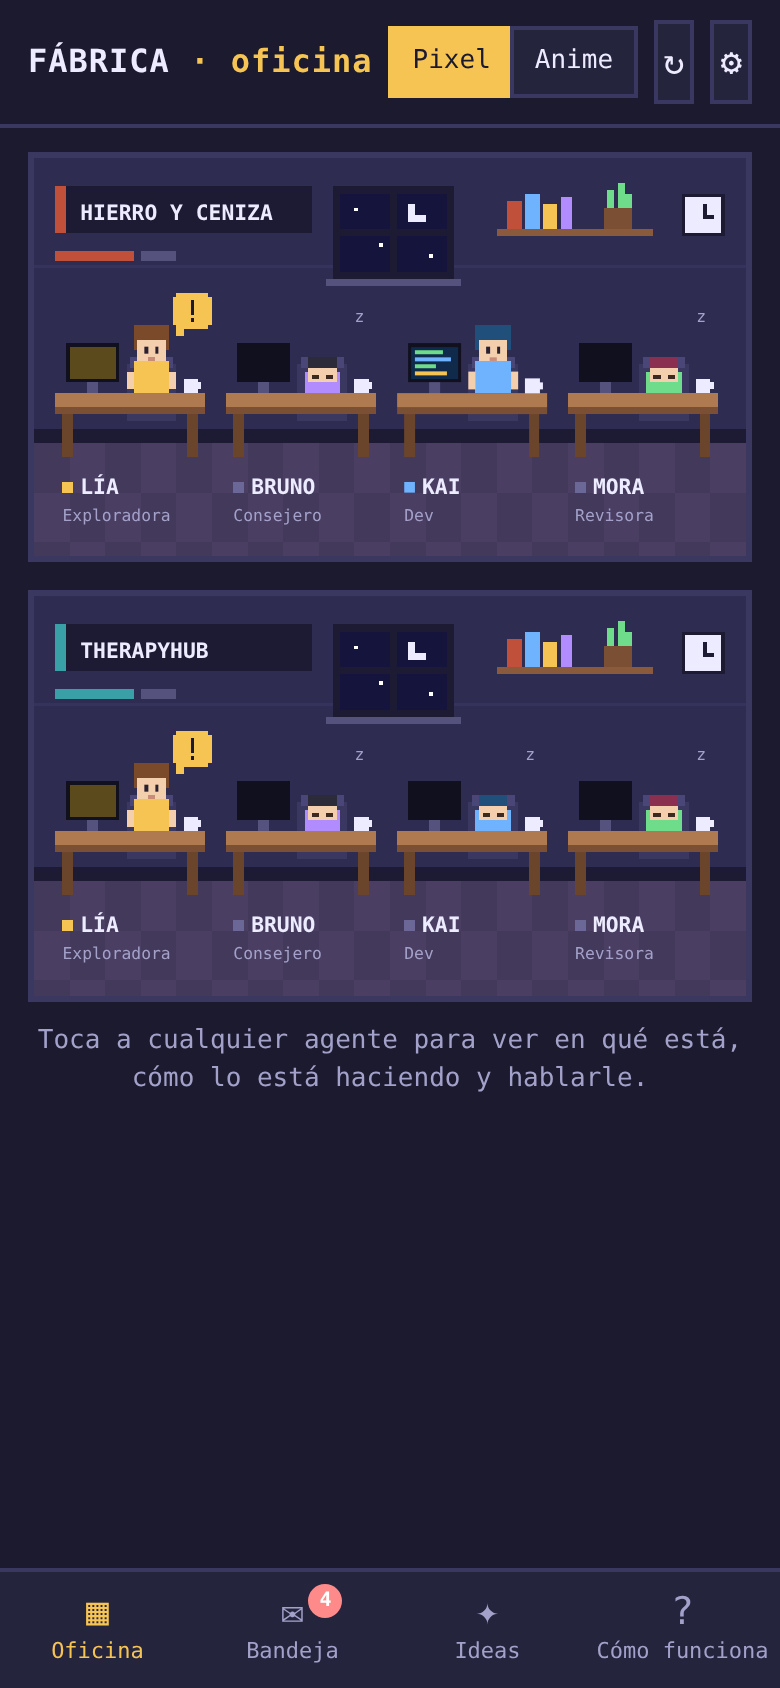 FÁBRICA · oficina
Pixel
Anime
↻
⚙
HIERRO Y CENIZA
!
z
z
LÍA
BRUNO
KAI
MORA
Exploradora
Consejero
Dev
Revisora
THERAPYHUB
!
z
z
z
LÍA
BRUNO
KAI
MORA
Exploradora
Consejero
Dev
Revisora
Toca a cualquier agente para ver en qué está,
cómo lo está haciendo y hablarle.
4
?
Oficina
Bandeja
Ideas
Cómo funciona